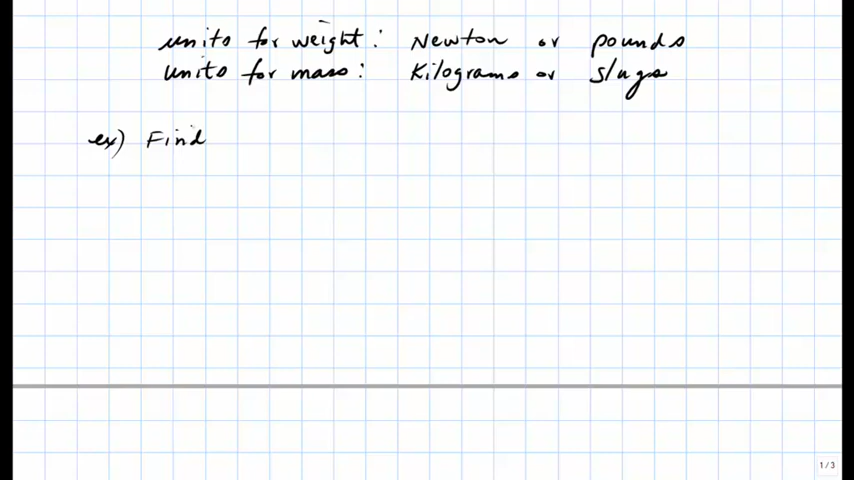 units for weight: Newton or pounds
units for mass: Kilograms or slugs
ex) Find
1/3